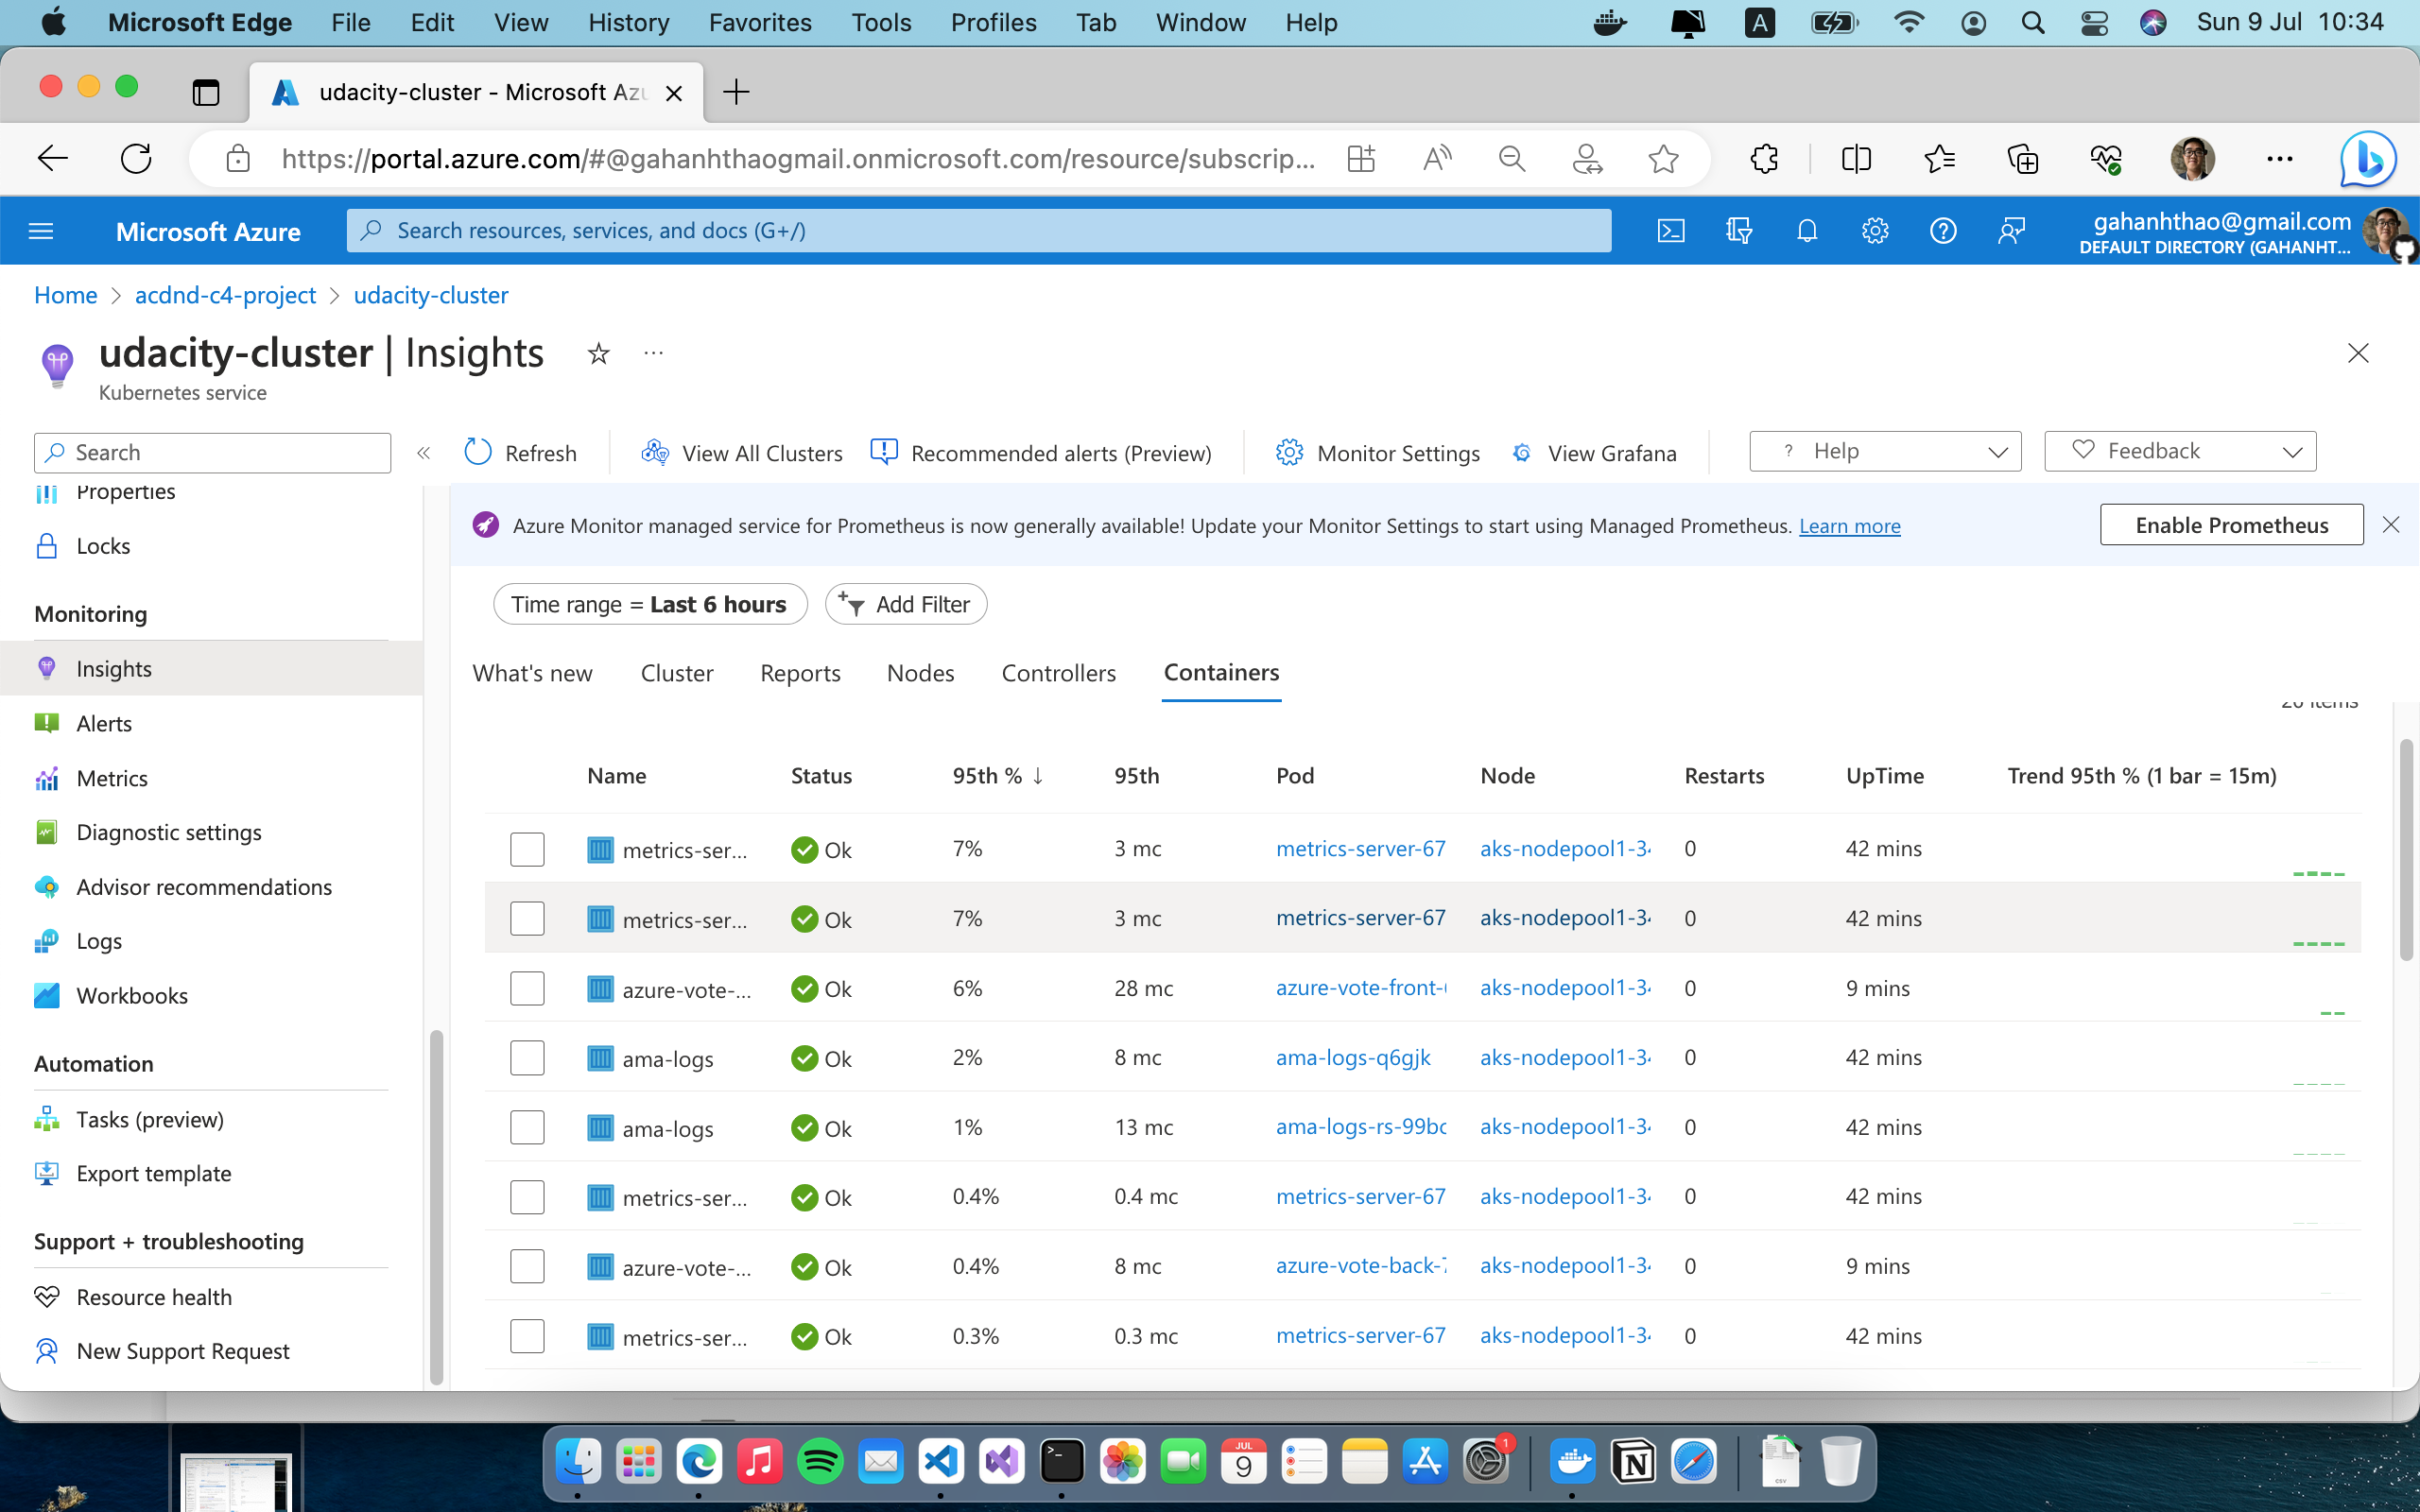 Microsoft Edge File Edit View History Favorites Tools Profiles Tab Window Help A Sun 9 Jul 10:34
udacity-cluster - Microsoft Azu
https://portal.azure.com/#@gahanhthaogmail.onmicrosoft.com/resource/subscrip...
Microsoft Azure Search resources, services, and docs (G+/) gahanhthao@gmail.com
DEFAULT DIRECTORY (GAHANHT...
Home > acdnd-c4-project > udacity-cluster
udacity-cluster | Insights ...
Kubernetes service
Search « Refresh View All Clusters Recommended alerts (Preview) Monitor Settings View Grafana ? Help Feedback
Properties
Locks
Monitoring
Insights
Alerts
Metrics
Diagnostic settings
Advisor recommendations
Logs
Workbooks
Automation
Tasks (preview)
Export template
Support + troubleshooting
Resource health
New Support Request
Azure Monitor managed service for Prometheus is now generally available! Update your Monitor Settings to start using Managed Prometheus. Learn more Enable Prometheus
Time range = Last 6 hours Add Filter
What's new Cluster Reports Nodes Controllers Containers
items
Name Status 95th % ↓ 95th Pod Node Restarts UpTime Trend 95th % (1 bar = 15m)
metrics-ser... Ok 7% 3 mc metrics-server-67 aks-nodepool1-34 0 42 mins
metrics-ser... Ok 7% 3 mc metrics-server-67 aks-nodepool1-34 0 42 mins
azure-vote-... Ok 6% 28 mc azure-vote-front- aks-nodepool1-34 0 9 mins
ama-logs Ok 2% 8 mc ama-logs-q6gjk aks-nodepool1-34 0 42 mins
ama-logs Ok 1% 13 mc ama-logs-rs-99bc aks-nodepool1-34 0 42 mins
metrics-ser... Ok 0.4% 0.4 mc metrics-server-67 aks-nodepool1-34 0 42 mins
azure-vote-... Ok 0.4% 8 mc azure-vote-back-7 aks-nodepool1-34 0 9 mins
metrics-ser... Ok 0.3% 0.3 mc metrics-server-67 aks-nodepool1-34 0 42 mins
JUL
9
1
CSV